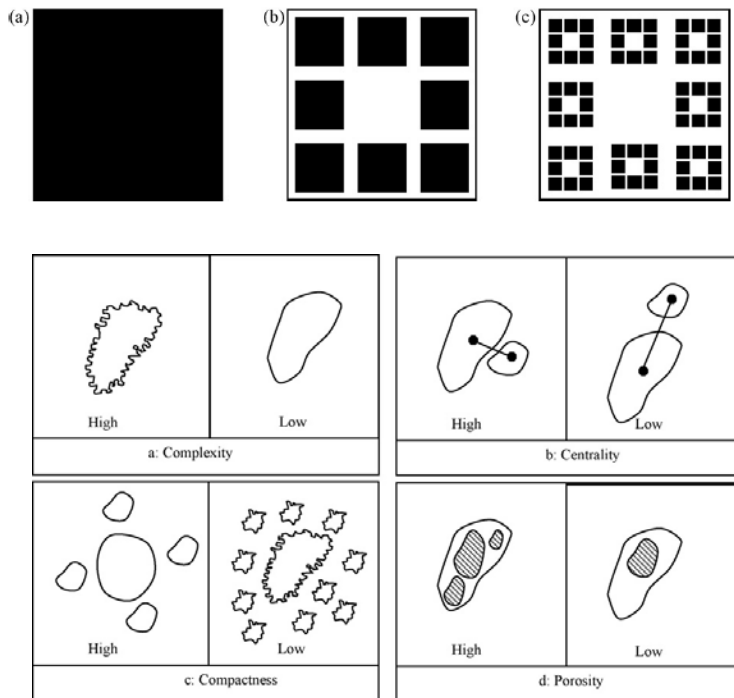 (a) (b) (c)
High Low
a: Complexity
High Low
b: Centrality
High Low
c: Compactness
High Low
d: Porosity